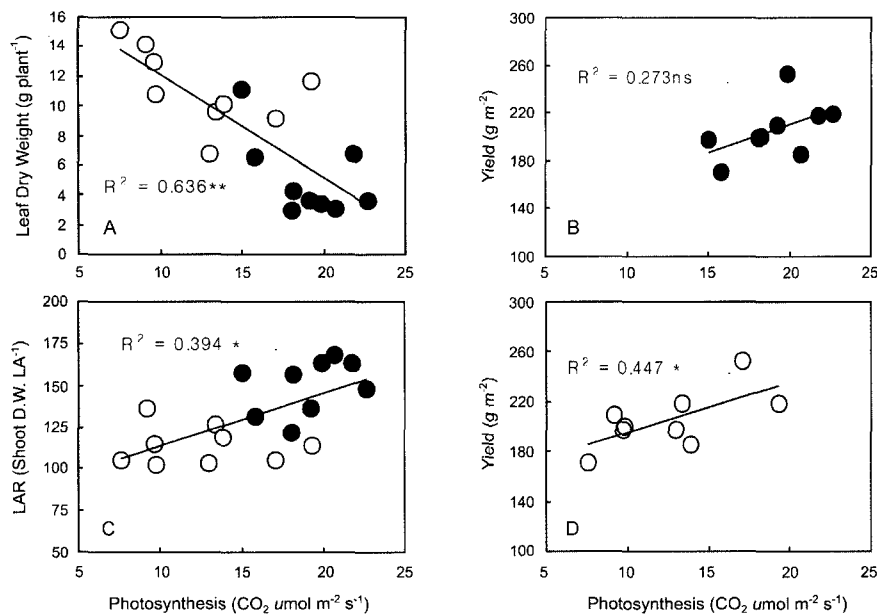 16
14
12
10
8
6
4
2
0
Leaf Dry Weight (g plant⁻¹)
R² = 0.636**
A
5 10 15 20 25
300
260
220
180
140
100
Yield (g m⁻²)
R² = 0.273ns
B
5 10 15 20 25
200
175
150
125
100
75
50
LAR (Shoot D.W. LA⁻¹)
R² = 0.394 *
C
5 10 15 20 25
Photosynthesis (CO₂ umol m⁻² s⁻¹)
300
260
220
180
140
100
Yield (g m⁻²)
R² = 0.447 *
D
5 10 15 20 25
Photosynthesis (CO₂ umol m⁻² s⁻¹)